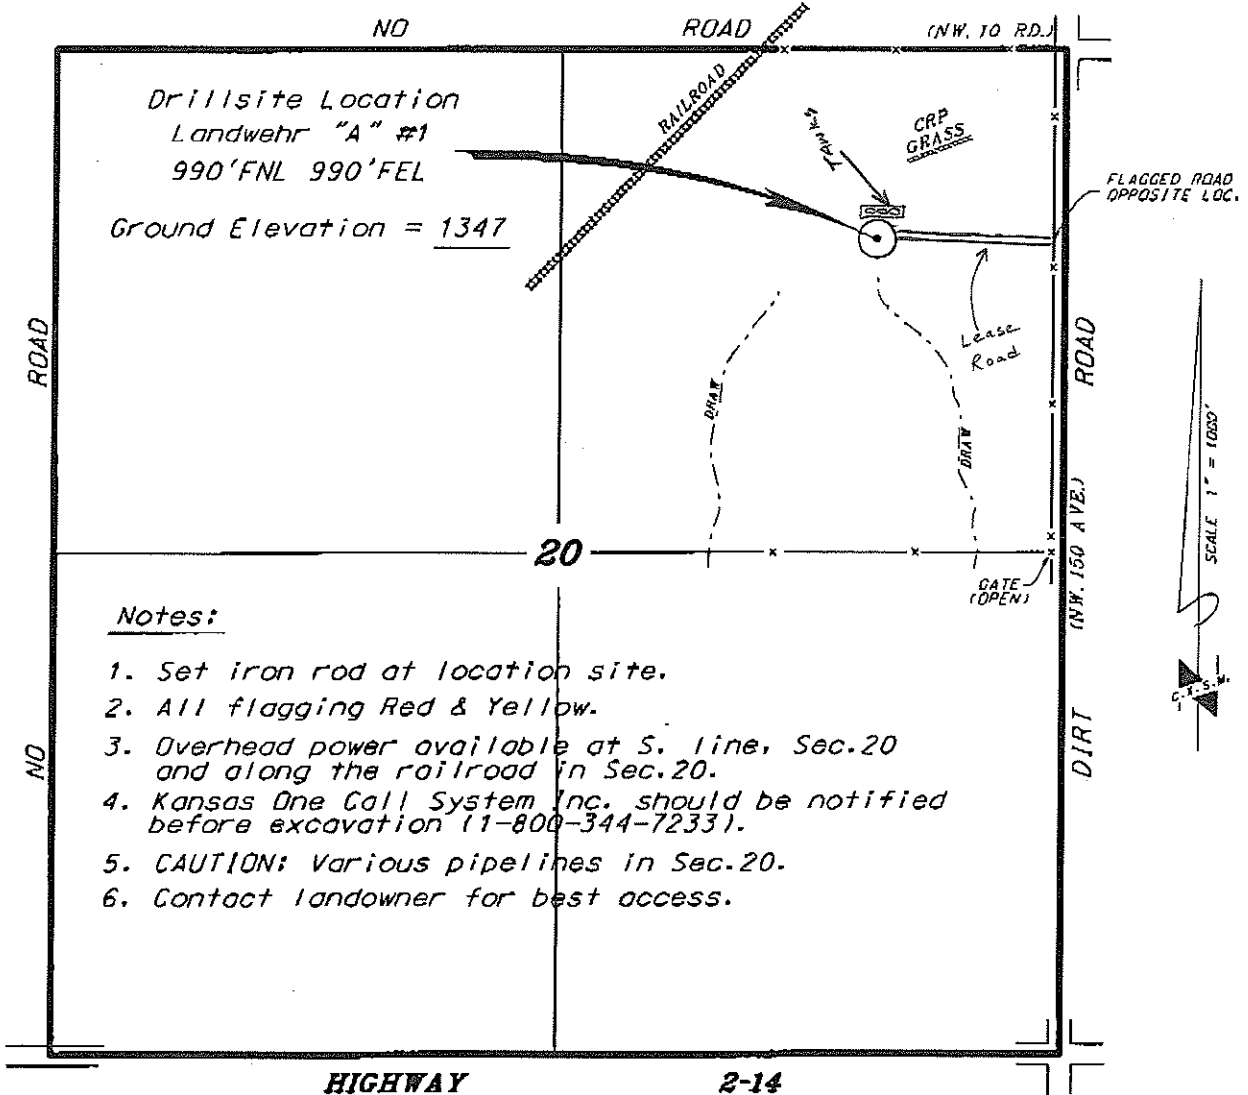 NO ROAD (NW. TO RD.)
Drillsite Location
Landwehr "A" #1
990'FNL 990'FEL
Ground Elevation = 1347
RAILROAD
Tanks
CRP
GRASS
FLAGGED ROAD
OPPOSITE LOC.
Lease
Road
ROAD
ROAD
DRAW
DRAW
SCALE 1" = 1000'
20
GATE
(OPEN)
(NW. 150 AVE.)
Notes:
1. Set iron rod at location site.
2. All flagging Red & Yellow.
3. Overhead power available at S. line, Sec.20
and along the railroad in Sec.20.
4. Kansas One Call System Inc. should be notified
before excavation (1-800-344-7233).
5. CAUTION: Various pipelines in Sec.20.
6. Contact landowner for best access.
NO
DIRT
C.K.S.M.
HIGHWAY 2-14